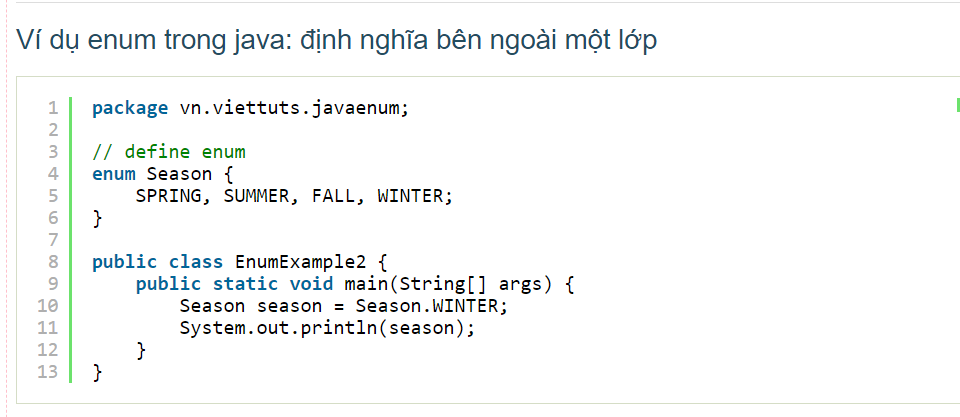 Ví dụ enum trong java: định nghĩa bên ngoài một lớp
1 package vn.viettuts.javaenum;
2
3 // define enum
4 enum Season {
5     SPRING, SUMMER, FALL, WINTER;
6 }
7
8 public class EnumExample2 {
9     public static void main(String[] args) {
10         Season season = Season.WINTER;
11         System.out.println(season);
12     }
13 }